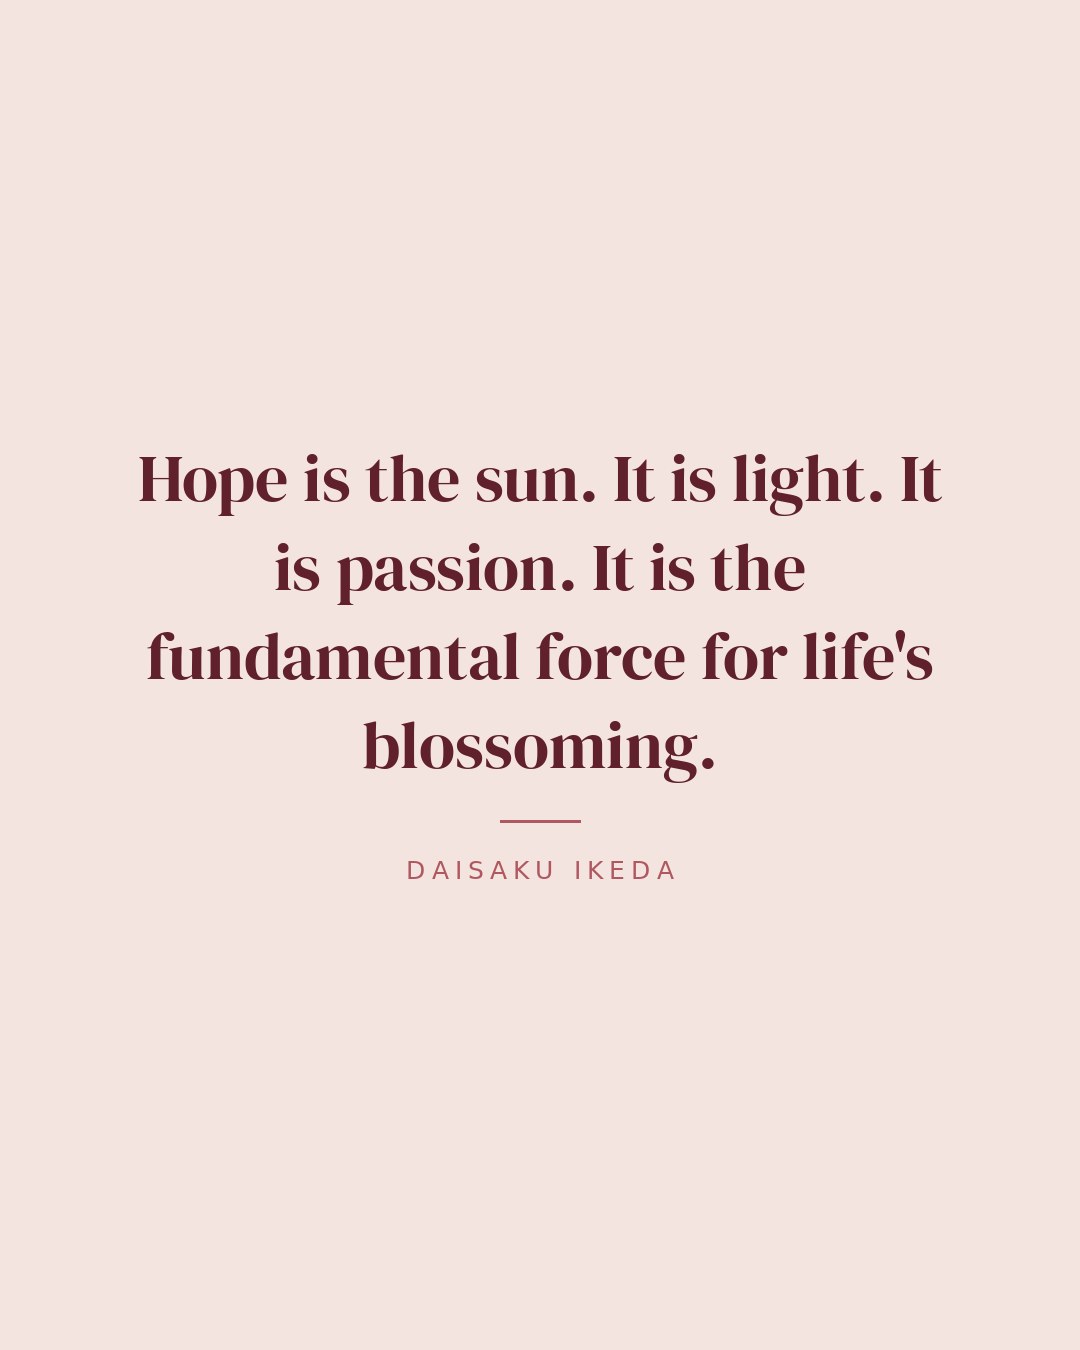 Hope is the sun. It is light. It
is passion. It is the
fundamental force for life's
blossoming.
DAISAKU IKEDA